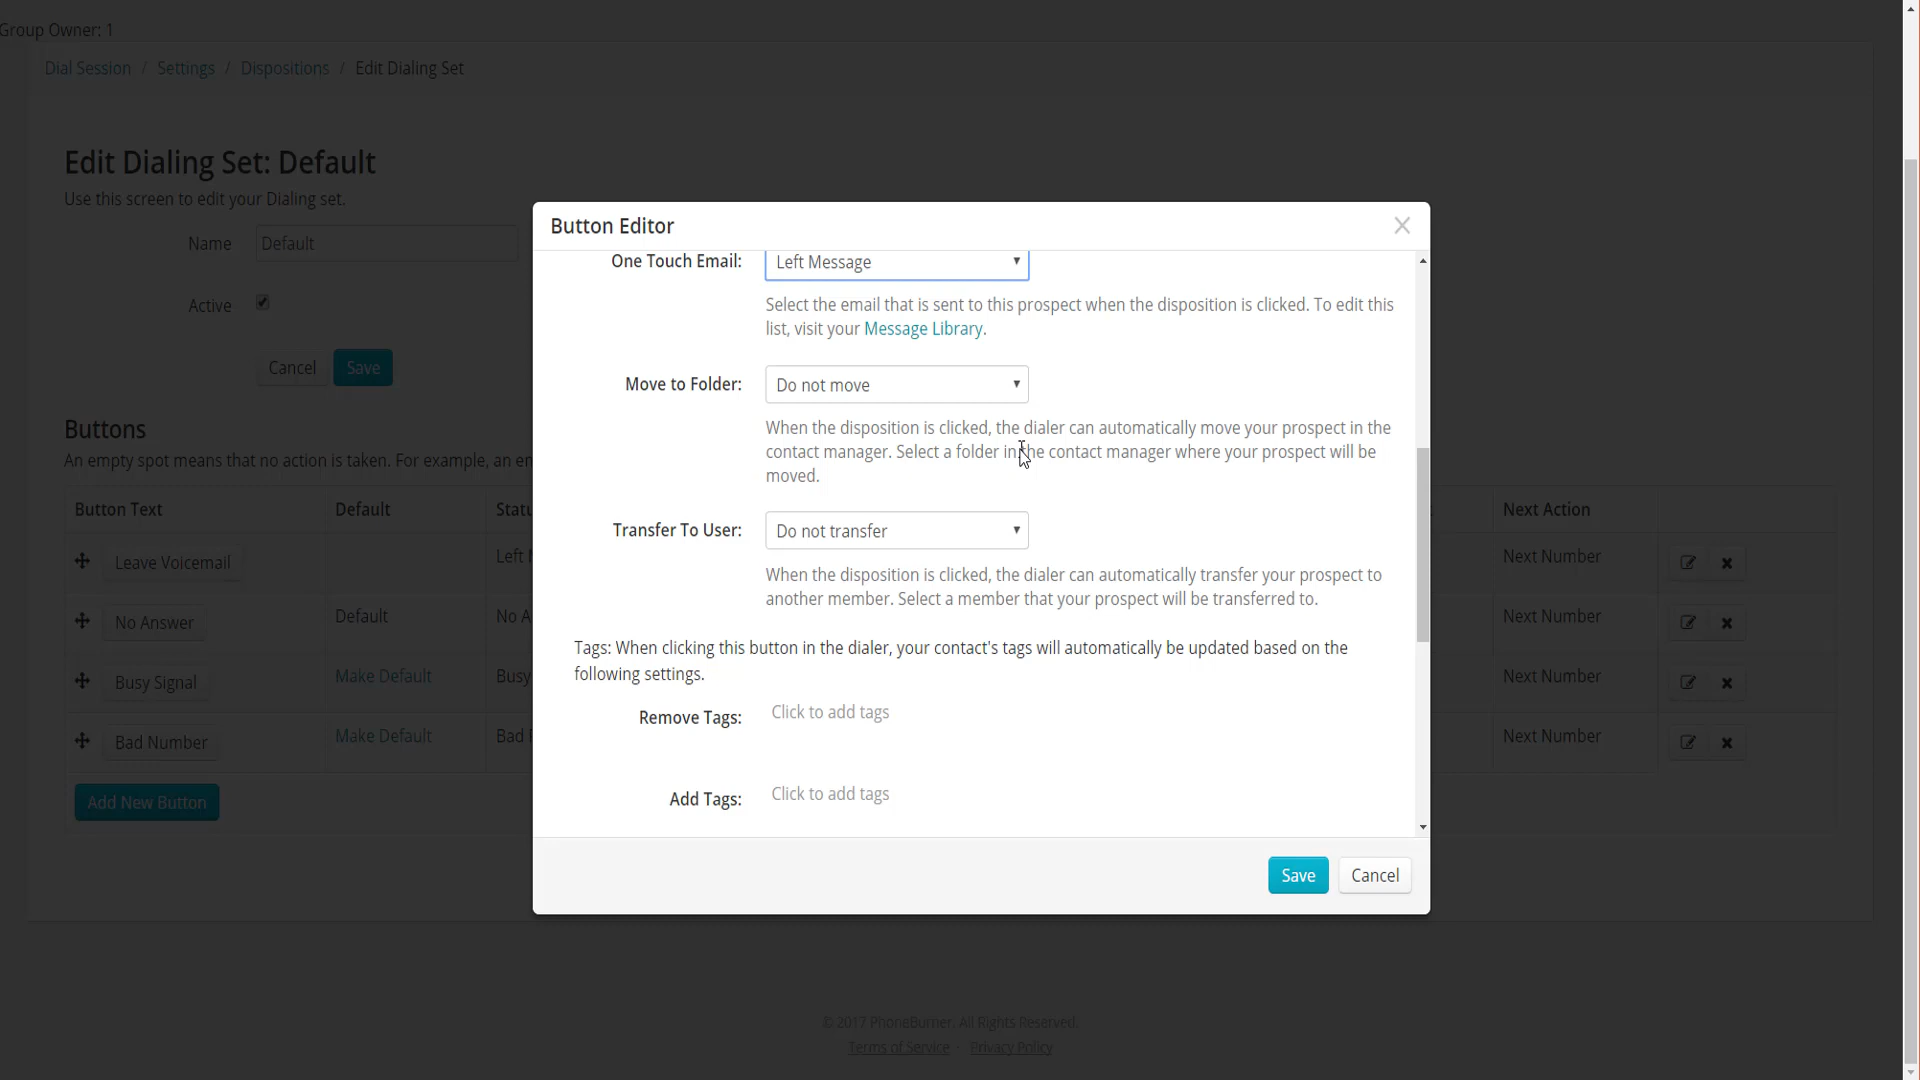 Group Owner: 1
Dial Session / Settings / Dispositions / Edit Dialing Set
Edit Dialing Set: Default
Use this screen to edit your Dialing set.
Name Default
Active
Cancel Save
Buttons
An empty spot means that no action is taken. For example, an
Button Text Default Next Action
Leave Voicemail Left Next Number
No Answer Default No Next Number
Busy Signal Make Default Busy Next Number
Bad Number Make Default Bad Next Number
Add New Button
Button Editor
One Touch Email: Left Message
Select the email that is sent to this prospect when the disposition is clicked. To edit this
list, visit your Message Library.
Move to Folder: Do not move
When the disposition is clicked, the dialer can automatically move your prospect in the
contact manager. Select a folder in the contact manager where your prospect will be
moved.
Transfer To User: Do not transfer
When the disposition is clicked, the dialer can automatically transfer your prospect to
another member. Select a member that your prospect will be transferred to.
Tags: When clicking this button in the dialer, your contact's tags will automatically be updated based on the
following settings.
Remove Tags: Click to add tags
Add Tags: Click to add tags
Save Cancel
© 2017 PhoneBurner. All Rights Reserved.
Terms of Service - Privacy Policy